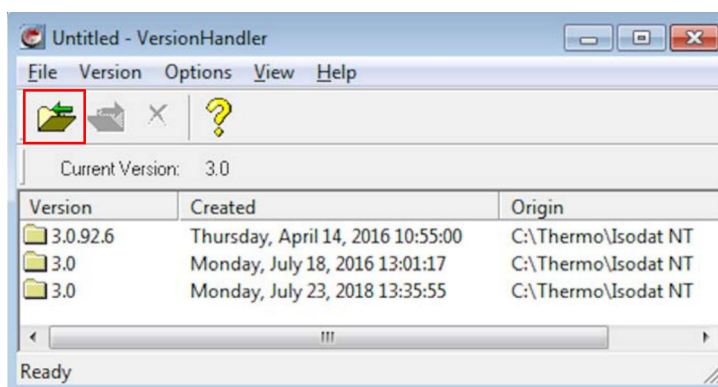 Untitled - VersionHandler
File Version Options View Help
Current Version: 3.0
Version Created Origin
3.0.92.6 Thursday, April 14, 2016 10:55:00 C:\Thermo\Isodat NT
3.0 Monday, July 18, 2016 13:01:17 C:\Thermo\Isodat NT
3.0 Monday, July 23, 2018 13:35:55 C:\Thermo\Isodat NT
Ready